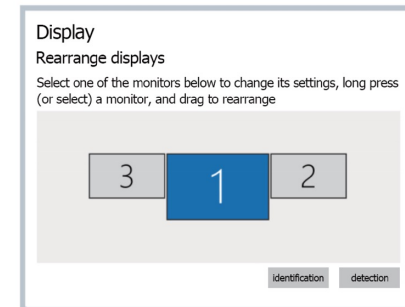 Display
Rearrange displays
Select one of the monitors below to change its settings, long press
(or select) a monitor, and drag to rearrange
3
1
2
identification
detection